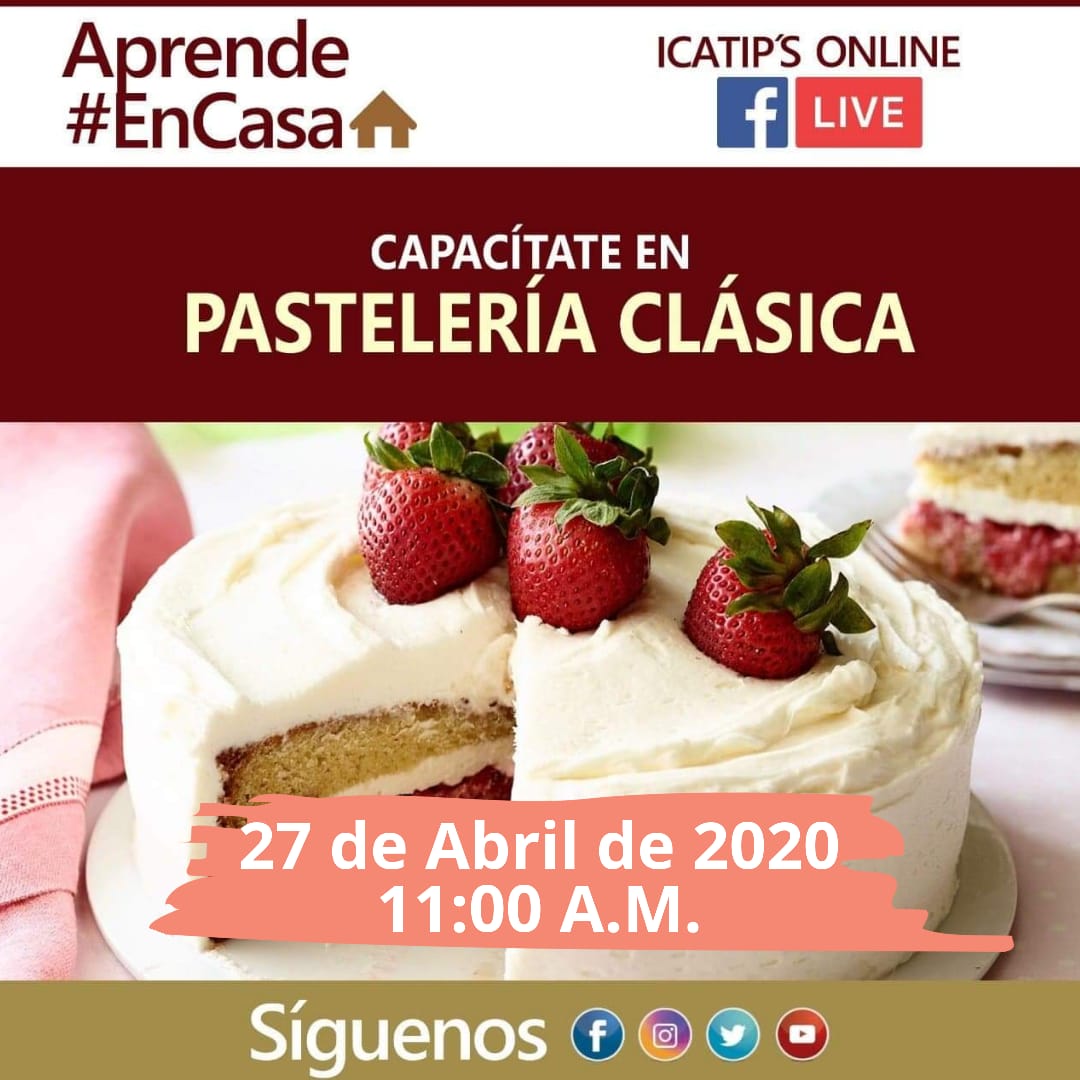 Aprende
#EnCasa
ICATIP´S ONLINE
f LIVE
CAPACÍTATE EN
PASTELERÍA CLÁSICA
27 de Abril de 2020
11:00 A.M.
Síguenos